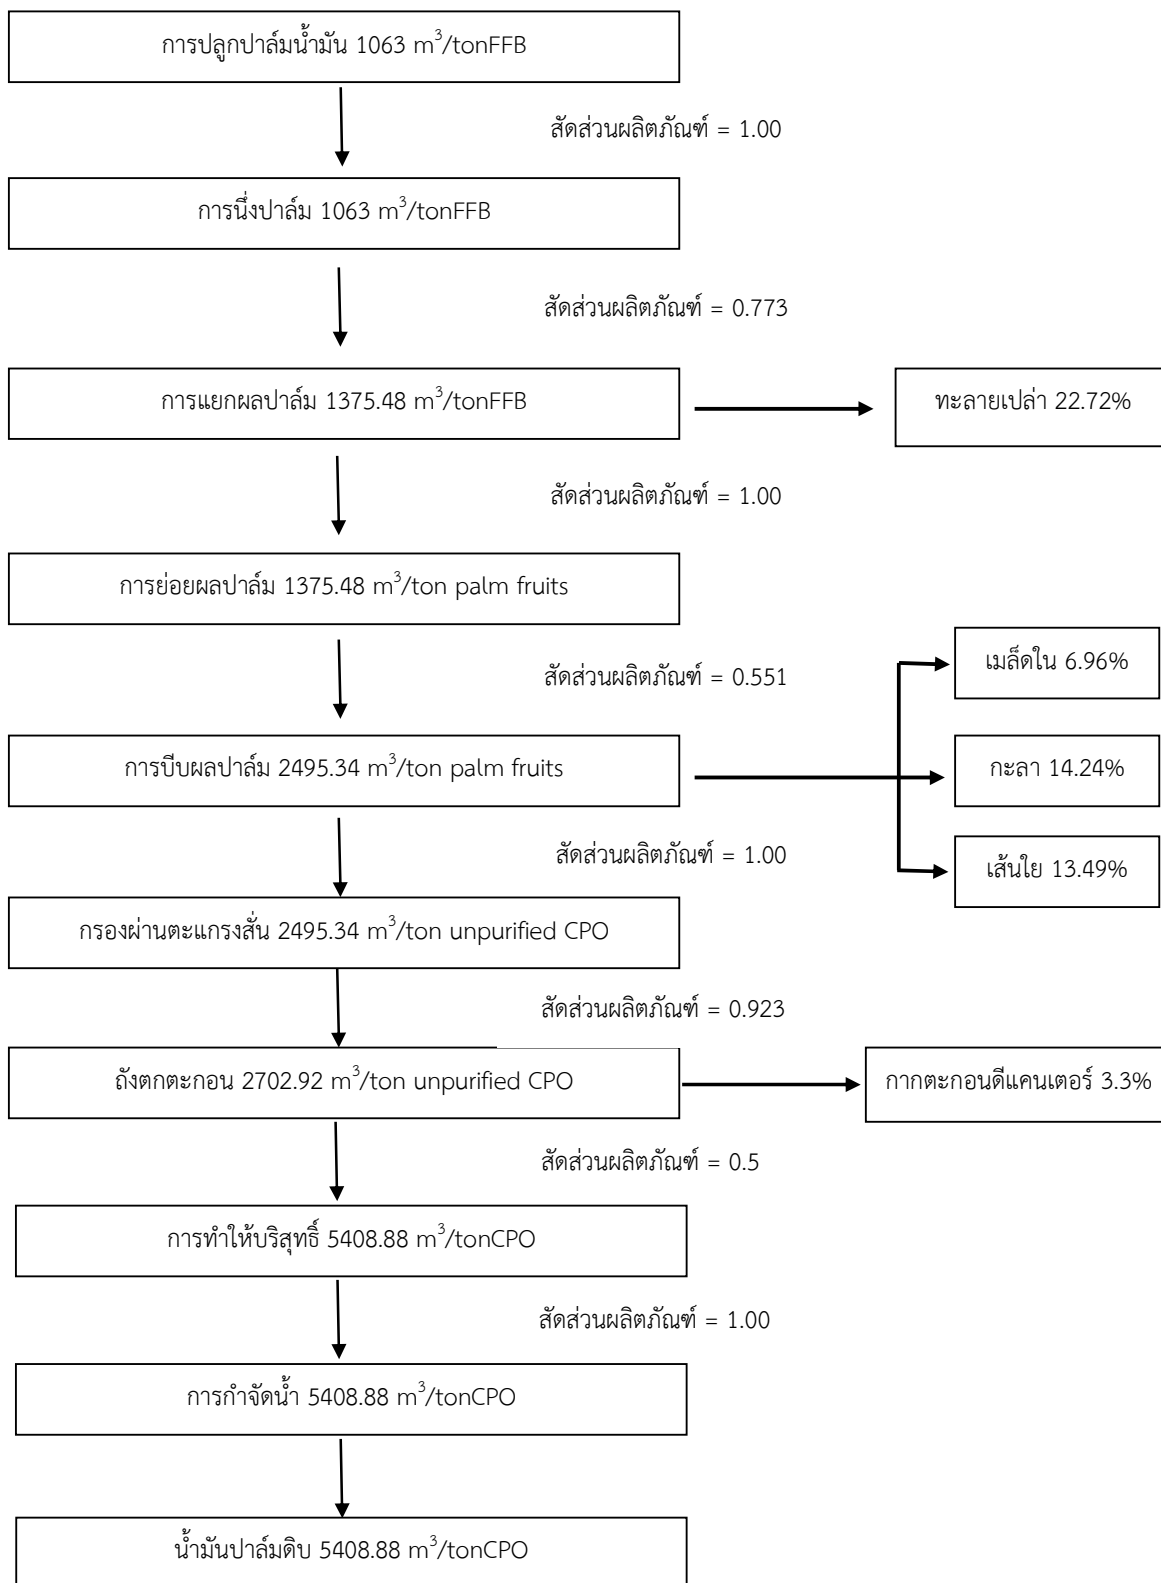 การปลูกปาล์มน้ำมัน 1063 m³/tonFFB
สัดส่วนผลิตภัณฑ์ = 1.00
การนึ่งปาล์ม 1063 m³/tonFFB
สัดส่วนผลิตภัณฑ์ = 0.773
การแยกผลปาล์ม 1375.48 m³/tonFFB
ทะลายเปล่า 22.72%
สัดส่วนผลิตภัณฑ์ = 1.00
การย่อยผลปาล์ม 1375.48 m³/ton palm fruits
สัดส่วนผลิตภัณฑ์ = 0.551
เมล็ดใน 6.96%
การบีบผลปาล์ม 2495.34 m³/ton palm fruits
กะลา 14.24%
สัดส่วนผลิตภัณฑ์ = 1.00
เส้นใย 13.49%
กรองผ่านตะแกรงสั่น 2495.34 m³/ton unpurified CPO
สัดส่วนผลิตภัณฑ์ = 0.923
ถังตกตะกอน 2702.92 m³/ton unpurified CPO
กากตะกอนดีแคนเตอร์ 3.3%
สัดส่วนผลิตภัณฑ์ = 0.5
การทำให้บริสุทธิ์ 5408.88 m³/tonCPO
สัดส่วนผลิตภัณฑ์ = 1.00
การกำจัดน้ำ 5408.88 m³/tonCPO
น้ำมันปาล์มดิบ 5408.88 m³/tonCPO